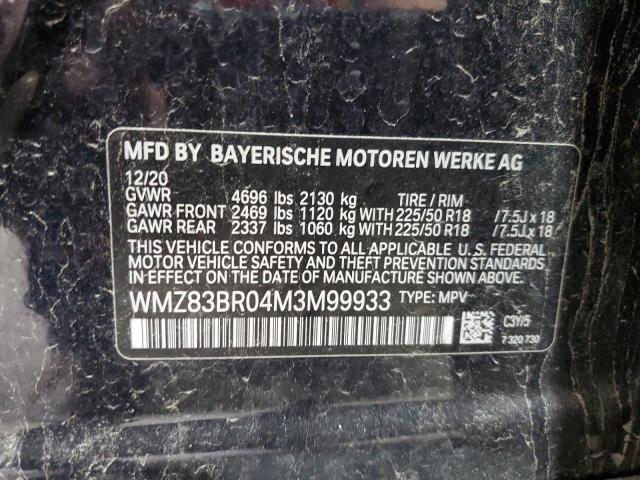 MFD BY BAYERISCHE MOTOREN WERKE AG
12/20
GVWR 4696 lbs 2130 kg TIRE / RIM
GAWR FRONT 2469 lbs 1120 kg WITH 225/50 R18 /7.5J x 18
GAWR REAR 2337 lbs 1060 kg WITH 225/50 R18 /7.5J x 18
THIS VEHICLE CONFORMS TO ALL APPLICABLE U.S. FEDERAL
MOTOR VEHICLE SAFETY AND THEFT PREVENTION STANDARDS
IN EFFECT ON THE DATE OF MANUFACTURE SHOWN ABOVE.
WMZ83BR04M3M99933 TYPE: MPV
C3Y/5
7 320 730